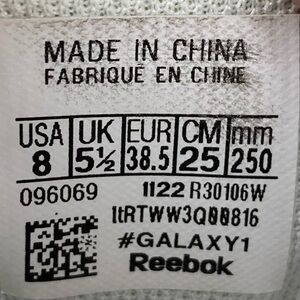 MADE IN CHINA
FABRIQUE EN CHINE
USA UK EUR CM mm
8 5½ 38.5 25 250
096069 1122 R30106W
ItRTWW3Q00816
#GALAXY1
Reebok